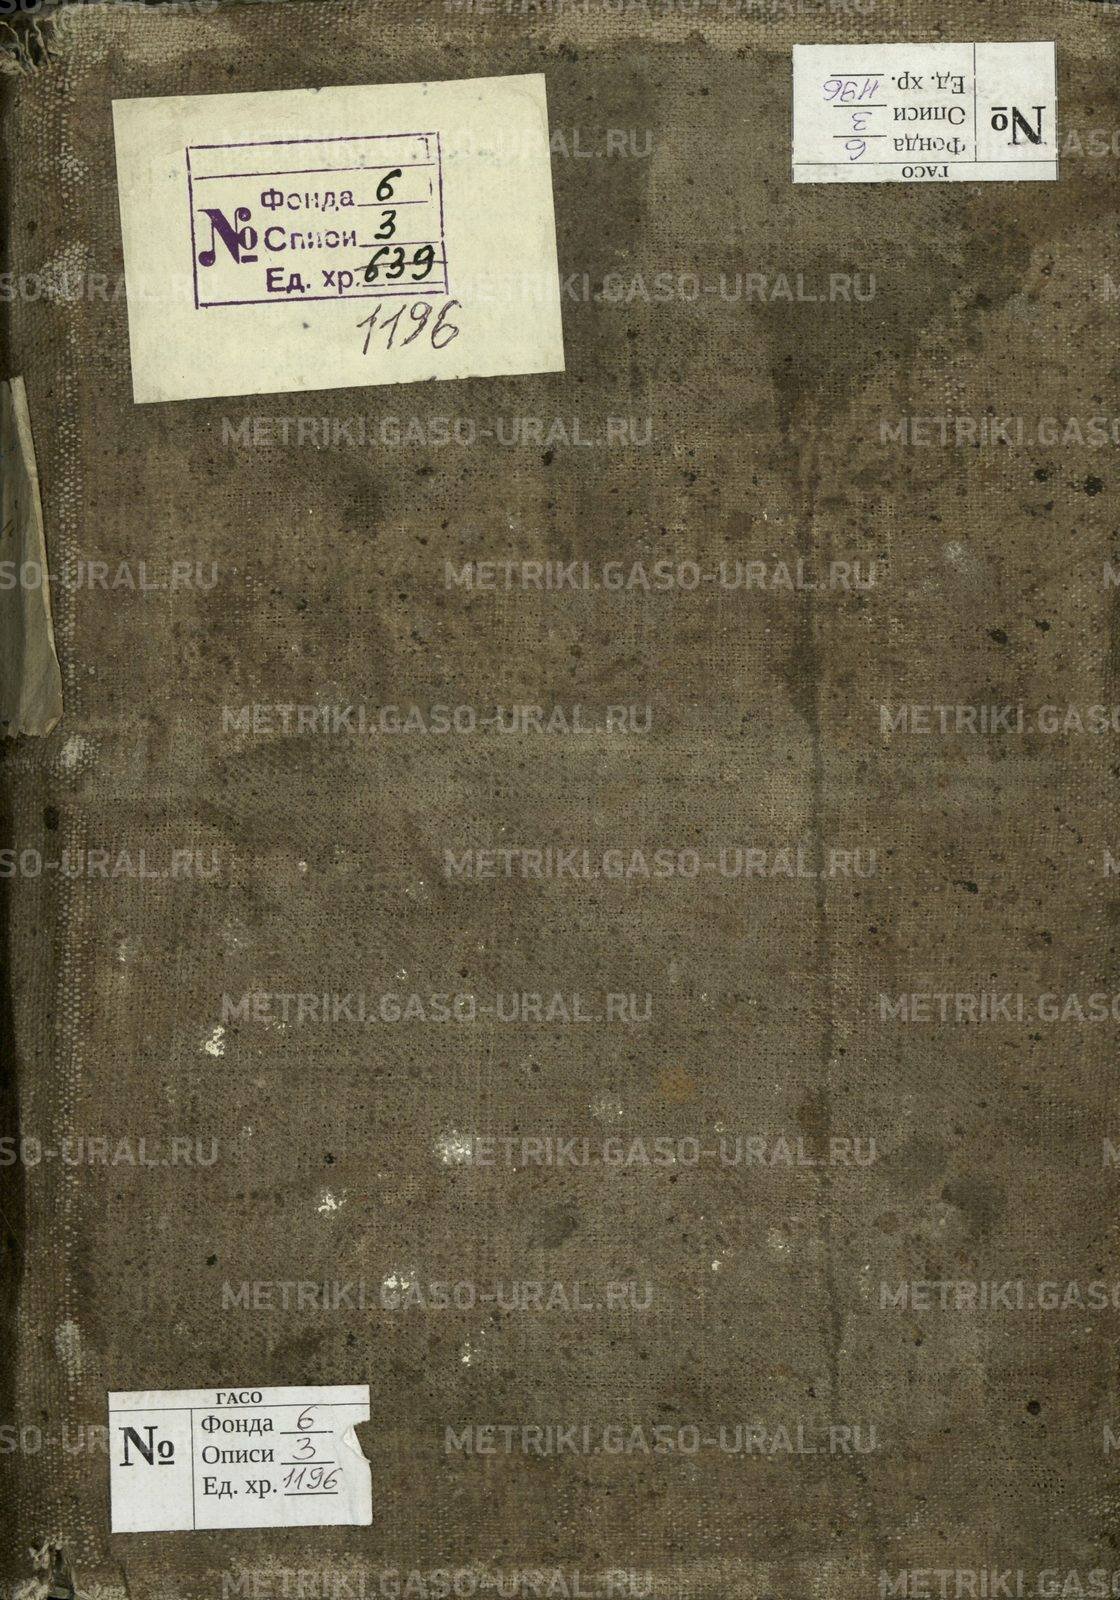 №
Фонда 6
Описи 3
Ед. хр. 639
1196
ГАСО
№
Фонда 6
Описи 3
Ед. хр. 1196
ГАСО
№
Фонда 6
Описи 3
Ед. хр. 1196
METRIKI.GASO-URAL.RU